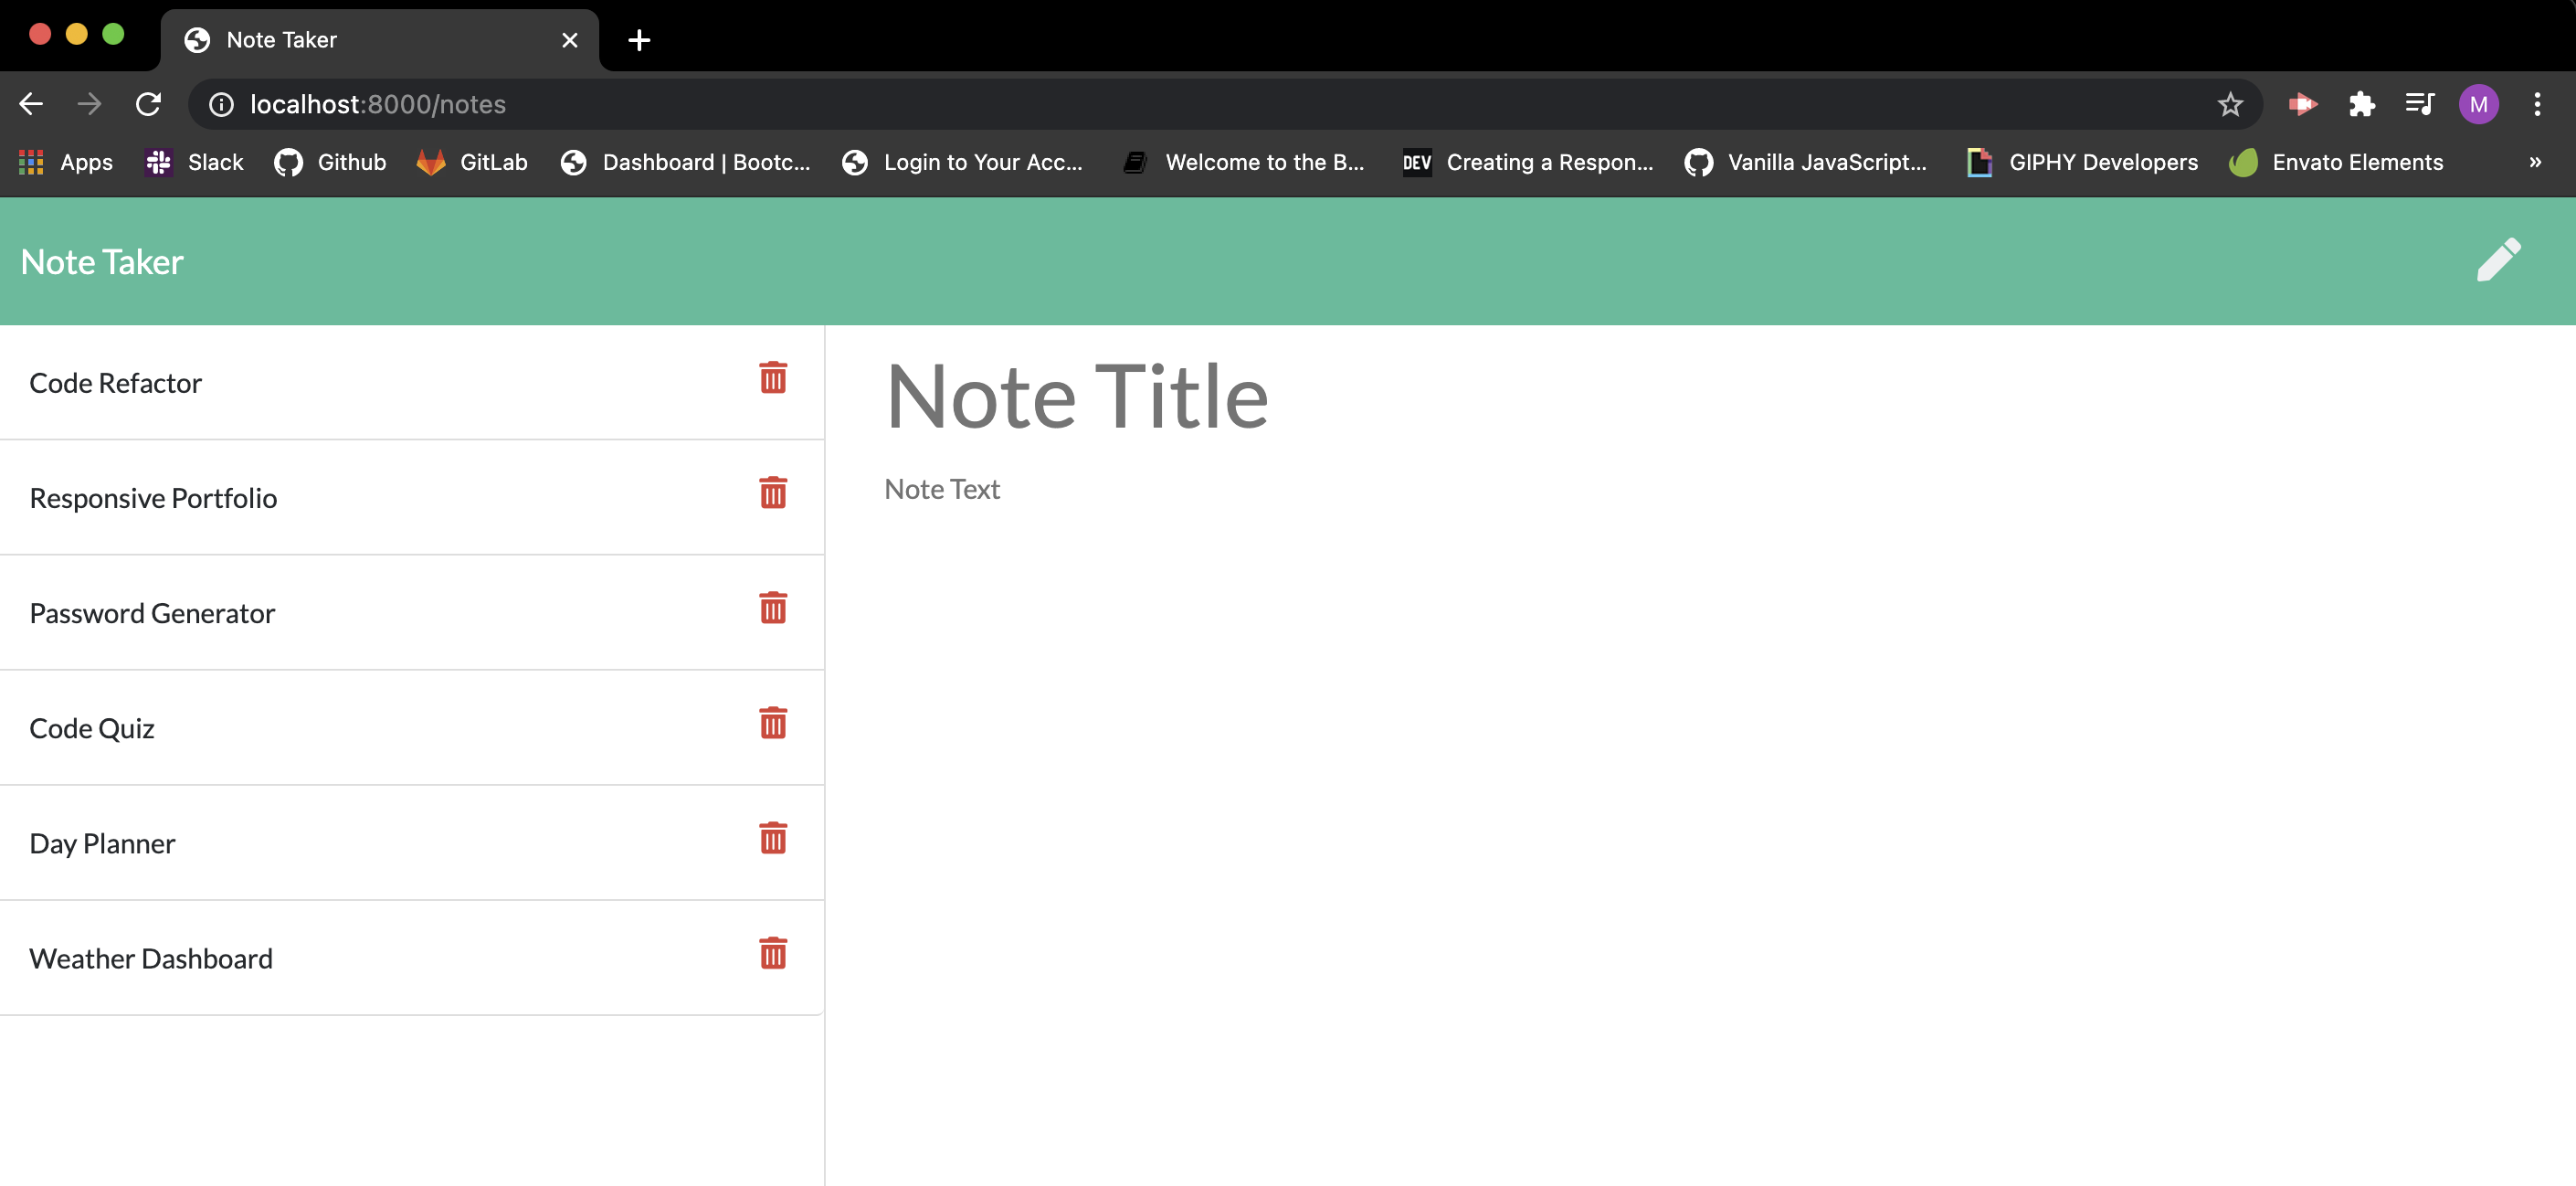 Note Taker
localhost:8000/notes
M
Apps Slack Github GitLab Dashboard | Bootc... Login to Your Acc... Welcome to the B... DEV Creating a Respon... Vanilla JavaScript... GIPHY Developers Envato Elements »
Note Taker
Code Refactor
Responsive Portfolio
Password Generator
Code Quiz
Day Planner
Weather Dashboard
Note Title
Note Text